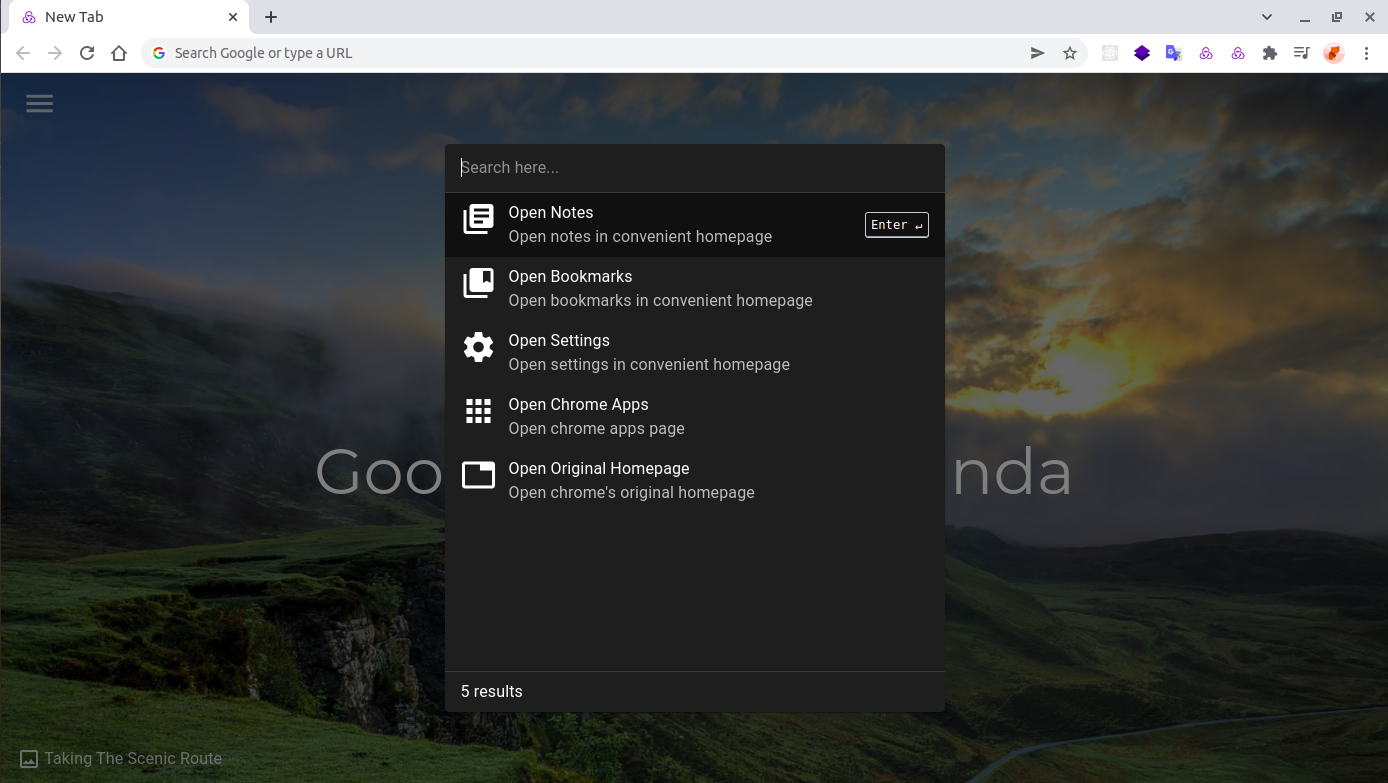 New Tab
Search Google or type a URL
Search here...
Open Notes
Open notes in convenient homepage
Enter ↵
Open Bookmarks
Open bookmarks in convenient homepage
Open Settings
Open settings in convenient homepage
Open Chrome Apps
Open chrome apps page
Open Original Homepage
Open chrome's original homepage
Goo nda
5 results
Taking The Scenic Route